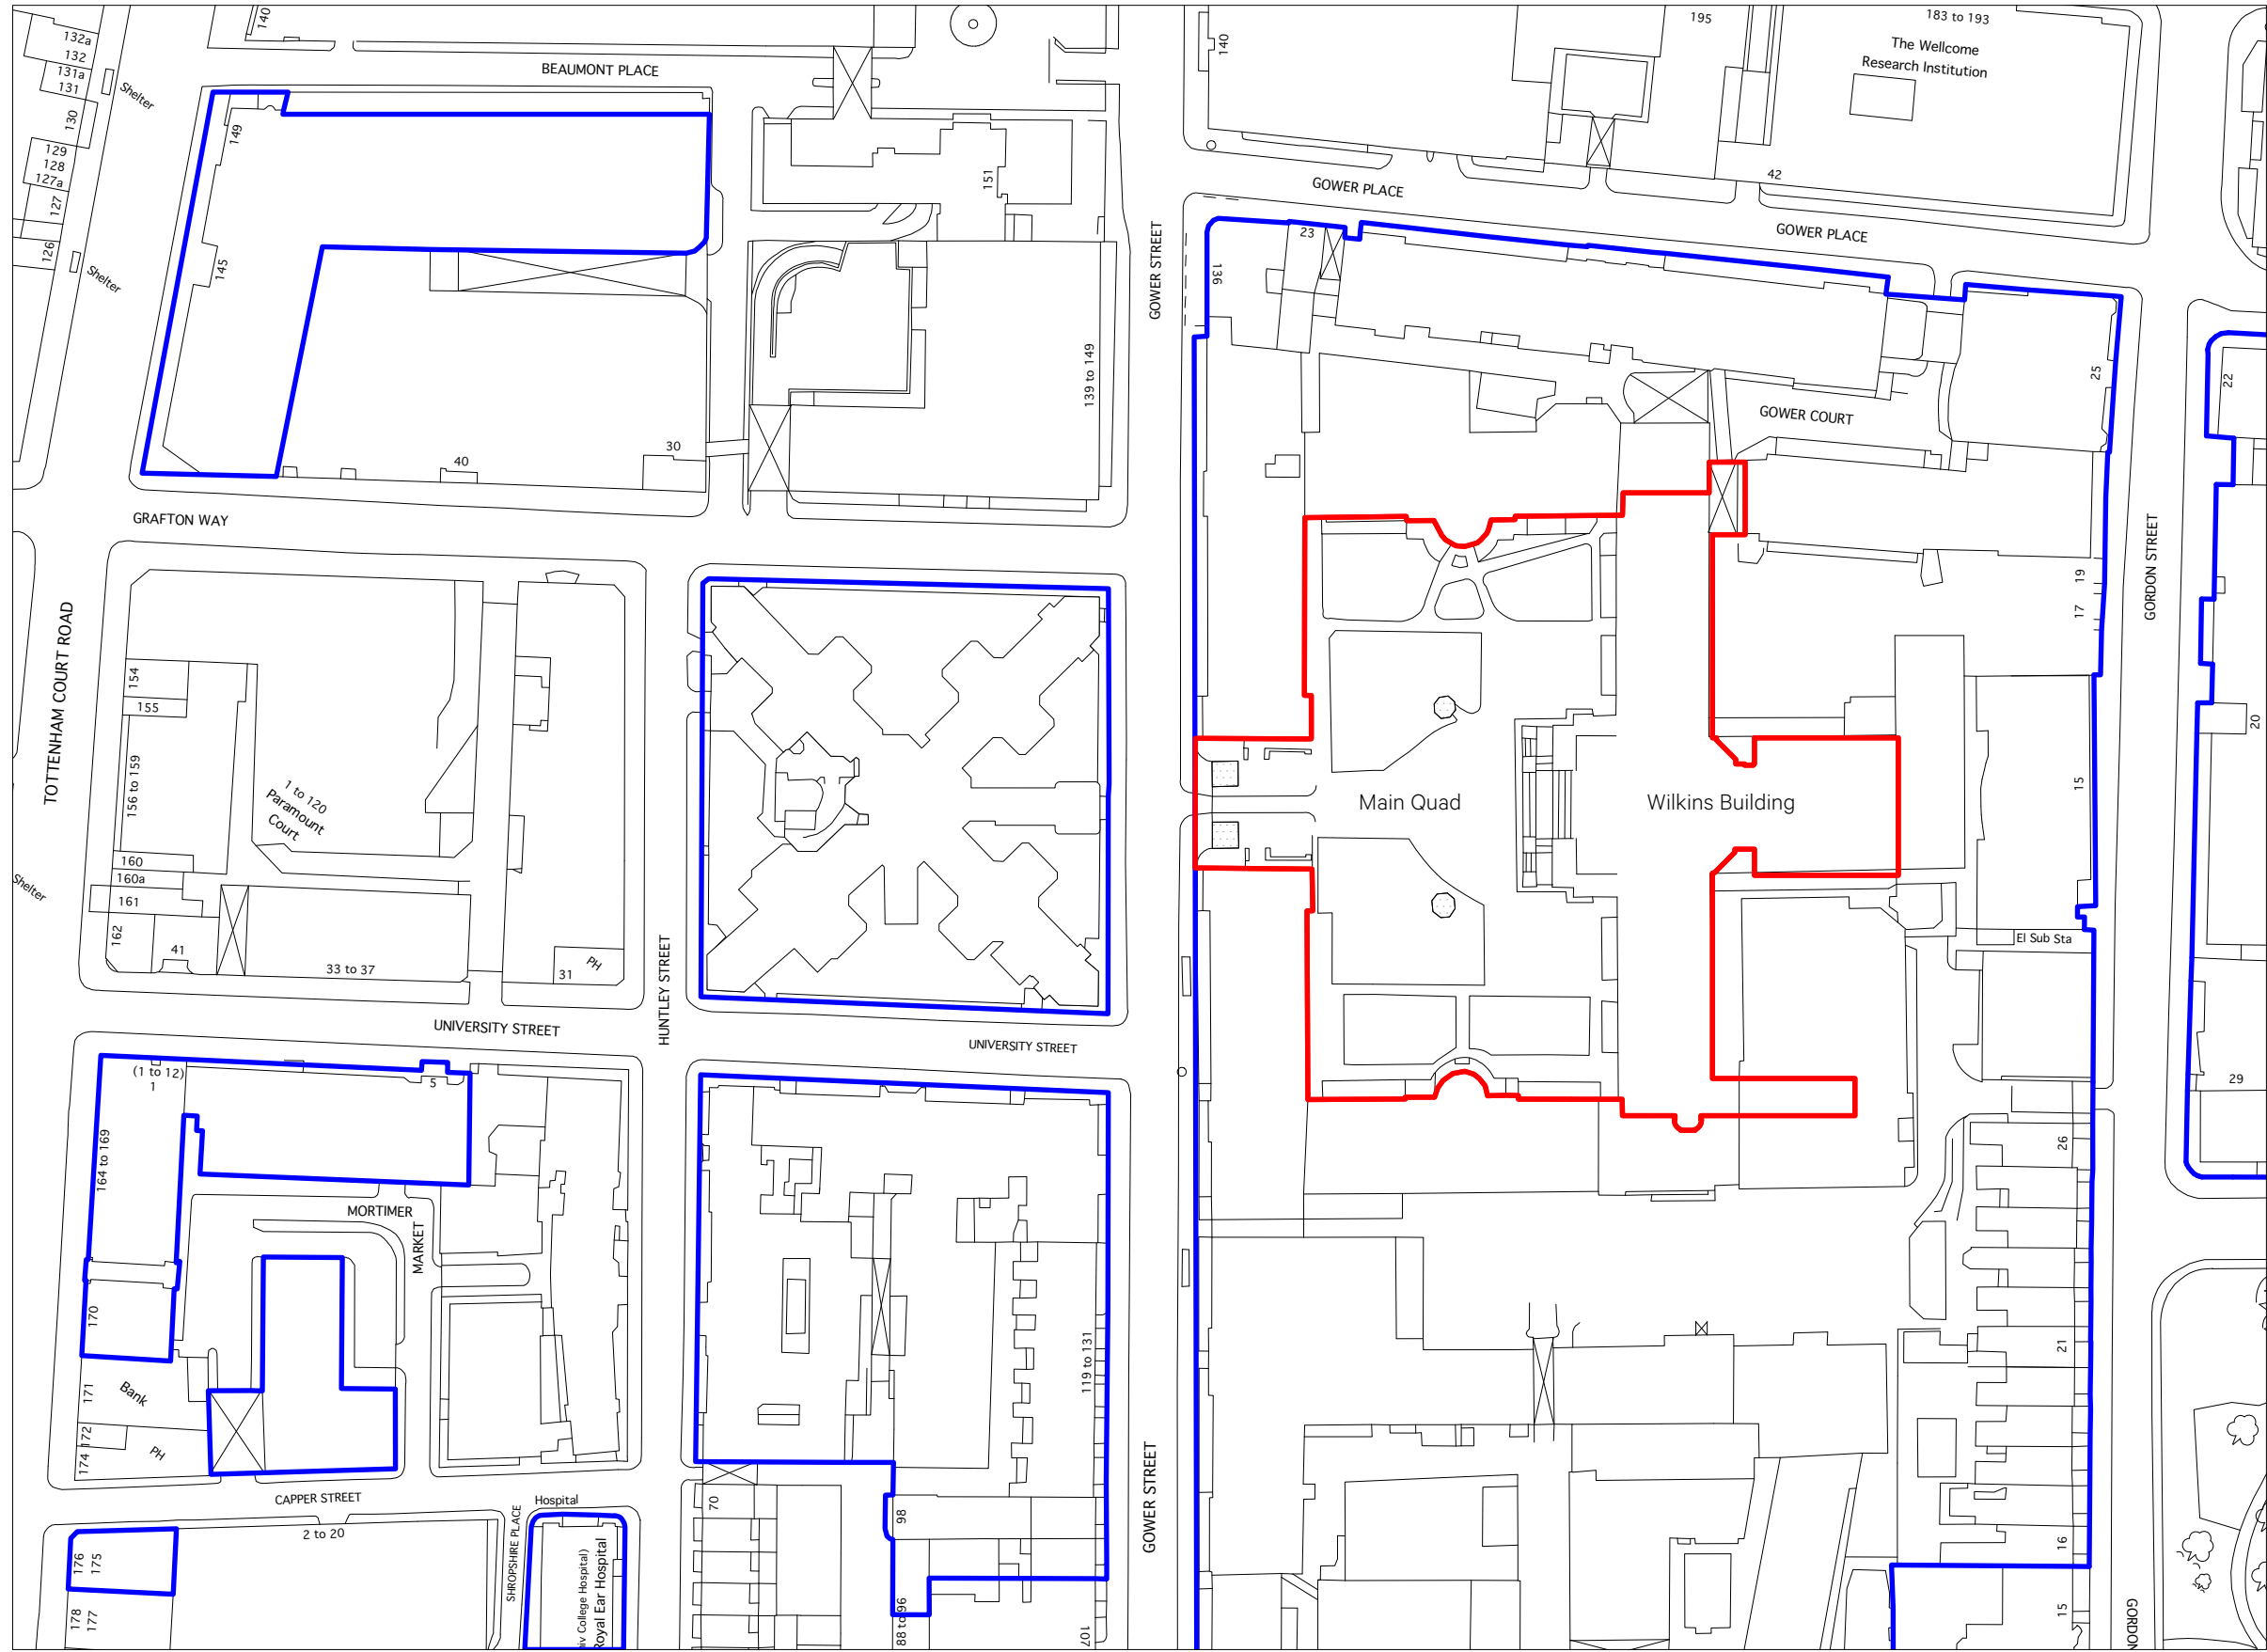 132a
132
131a
131
130
129
128
127a
127
126
Shelter
Shelter
140
BEAUMONT PLACE
149
145
40
30
151
139 to 149
GRAFTON WAY
140
195
183 to 193
The Wellcome
Research Institution
42
GOWER PLACE
GOWER PLACE
GOWER STREET
23
136
GOWER COURT
25
22
19
17
GORDON STREET
20
TOTTENHAM COURT ROAD
154
155
156 to 159
1 to 120
Paramount
Court
160
160a
161
162
41
33 to 37
31
PH
Shelter
HUNTLEY STREET
Main Quad
Wilkins Building
15
El Sub Sta
29
UNIVERSITY STREET
UNIVERSITY STREET
(1 to 12)
1
5
164 to 169
MORTIMER
MARKET
170
171
Bank
172
174
PH
CAPPER STREET
2 to 20
176
175
178
177
SHROPSHIRE PLACE
Hospital
iv College Hospital)
Royal Ear Hospital
70
98
88 to 96
107
119 to 131
GOWER STREET
26
21
16
15
GORDON